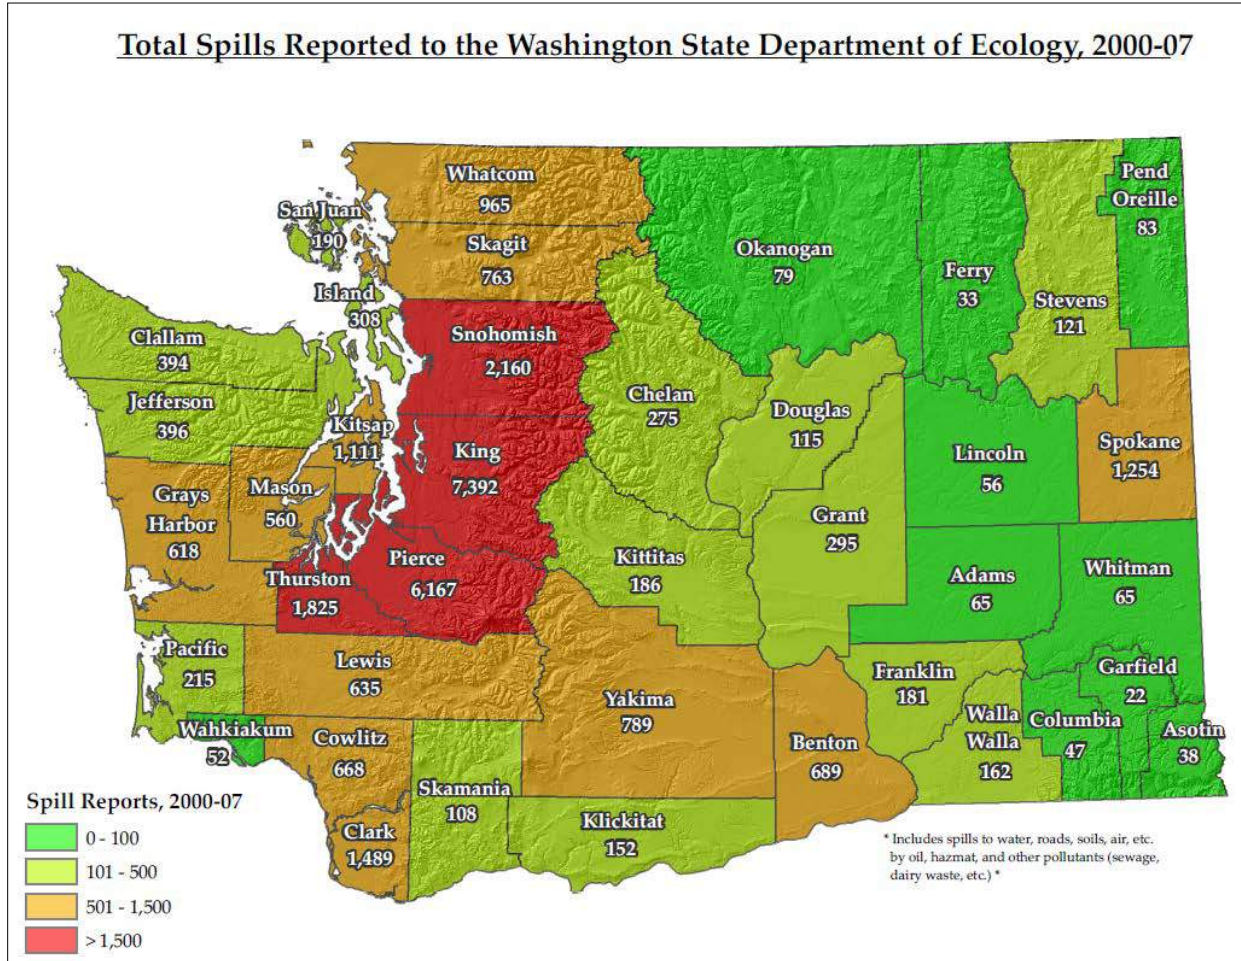 Total Spills Reported to the Washington State Department of Ecology, 2000-07
Whatcom
965
San Juan
190
Skagit
763
Island
308
Okanogan
79
Ferry
33
Stevens
121
Pend
Oreille
83
Clallam
394
Jefferson
396
Snohomish
2,160
Chelan
275
Douglas
115
Kitsap
1,111
King
7,392
Lincoln
56
Spokane
1,254
Grays
Harbor
618
Mason
560
Grant
295
Kittitas
186
Thurston
1,825
Pierce
6,167
Adams
65
Whitman
65
Pacific
215
Lewis
635
Yakima
789
Franklin
181
Garfield
22
Wahkiakum
52
Cowlitz
668
Benton
689
Walla
Walla
162
Columbia
47
Asotin
38
Skamania
108
Clark
1,489
Klickitat
152
Spill Reports, 2000-07
0 - 100
101 - 500
501 - 1,500
> 1,500
* Includes spills to water, roads, soils, air, etc.
by oil, hazmat, and other pollutants (sewage,
dairy waste, etc.) *